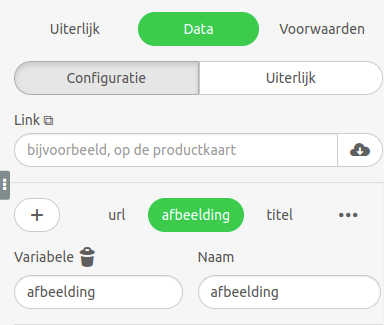 Uiterlijk Data Voorwaarden
Configuratie Uiterlijk
Link
bijvoorbeeld, op de productkaart
+ url afbeelding titel •••
Variabele Naam
afbeelding afbeelding